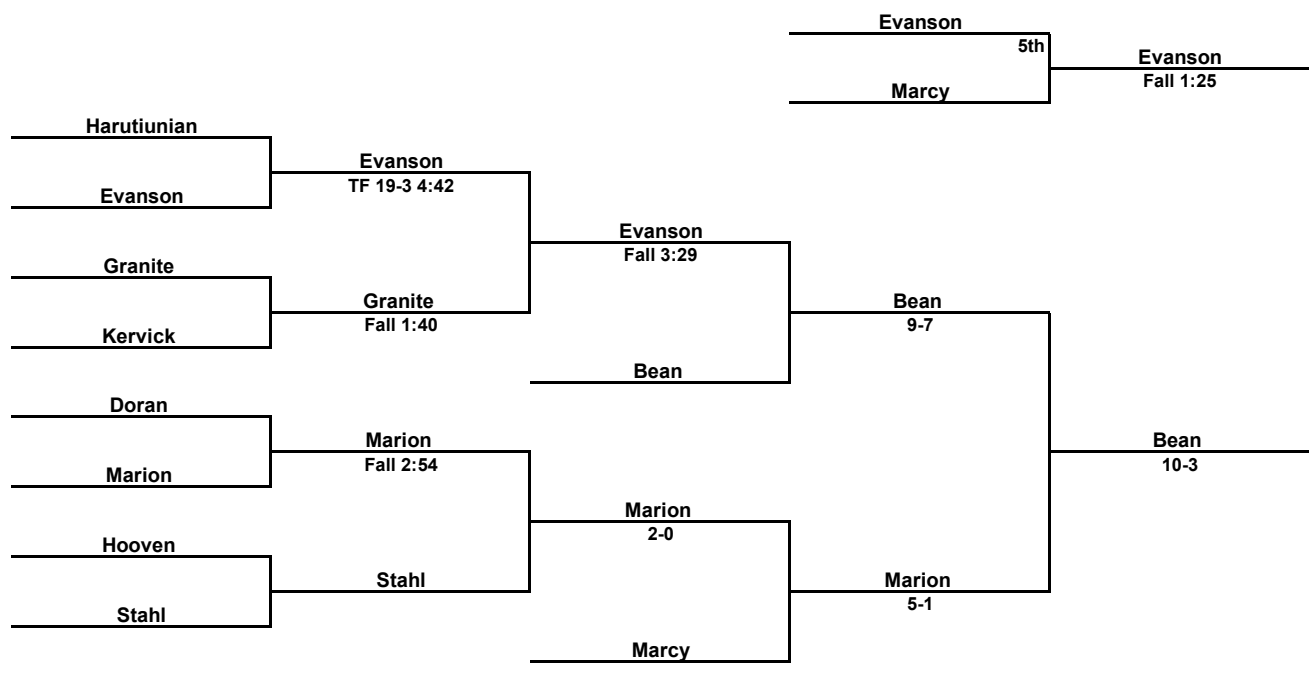 Evanson
5th
Evanson
Fall 1:25
Marcy
Harutiunian
Evanson
TF 19-3 4:42
Evanson
Evanson
Fall 3:29
Granite
Granite
Fall 1:40
Kervick
Bean
9-7
Bean
Doran
Marion
Fall 2:54
Marion
Bean
10-3
Marion
2-0
Hooven
Stahl
Stahl
Marion
5-1
Marcy